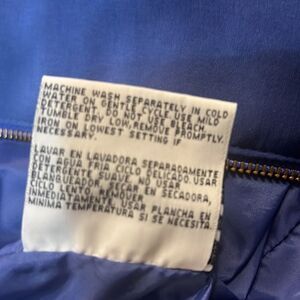 MACHINE WASH SEPARATELY IN COLD
WATER ON GENTLE CYCLE. USE MILD
DETERGENT. DO NOT USE BLEACH.
TUMBLE DRY LOW, REMOVE PROMPTLY.
IRON ON LOWEST SETTING IF
NECESSARY.
LAVAR EN LAVADORA SEPARADAMENTE
CON AGUA FRIA CICLO DELICADO. USAR
DETERGENTE SUAVE. NO USAR
BLANQUEADOR. SECAR EN SECADORA,
CICLO LENTO.
INMEDIATAMENTE. USAR PLANCHA EN
MINIMA TEMPERATURA SI SE NECESITA.